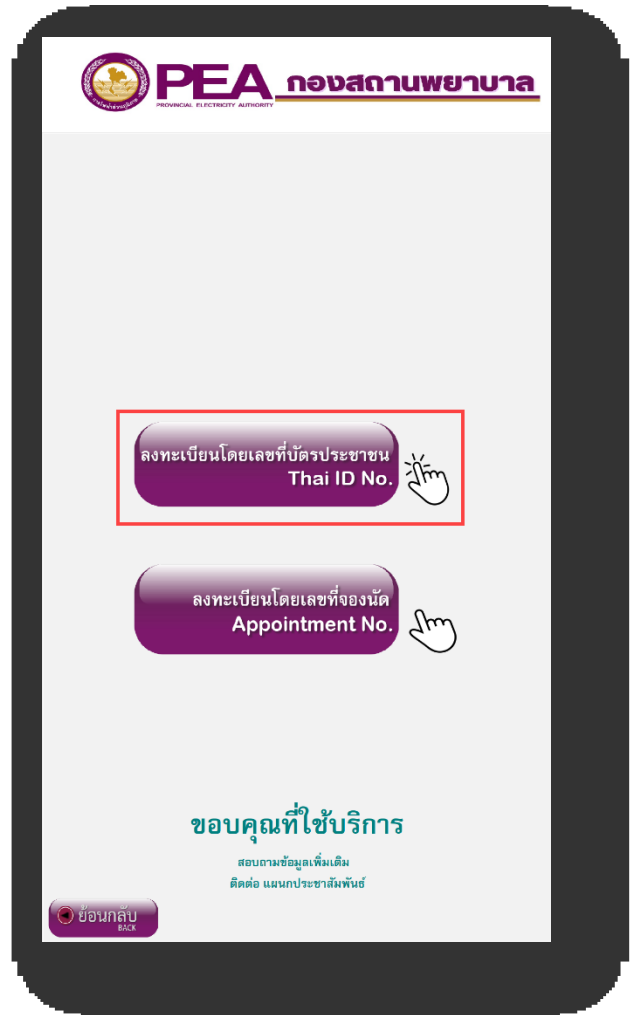 PEA กองสถานพยาบาล
PROVINCIAL ELECTRICITY AUTHORITY
ลงทะเบียนโดยเลขที่บัตรประชาชน
Thai ID No.
ลงทะเบียนโดยเลขที่จองนัด
Appointment No.
ขอบคุณที่ใช้บริการ
สอบถามข้อมูลเพิ่มเติม
ติดต่อ แผนกประชาสัมพันธ์
ย้อนกลับ
BACK